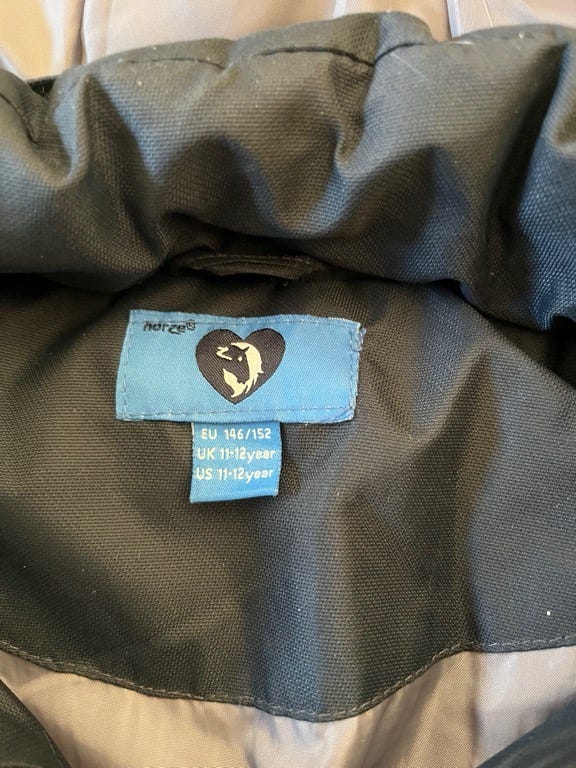 horze®
EU 146/152
UK 11-12year
US 11-12year